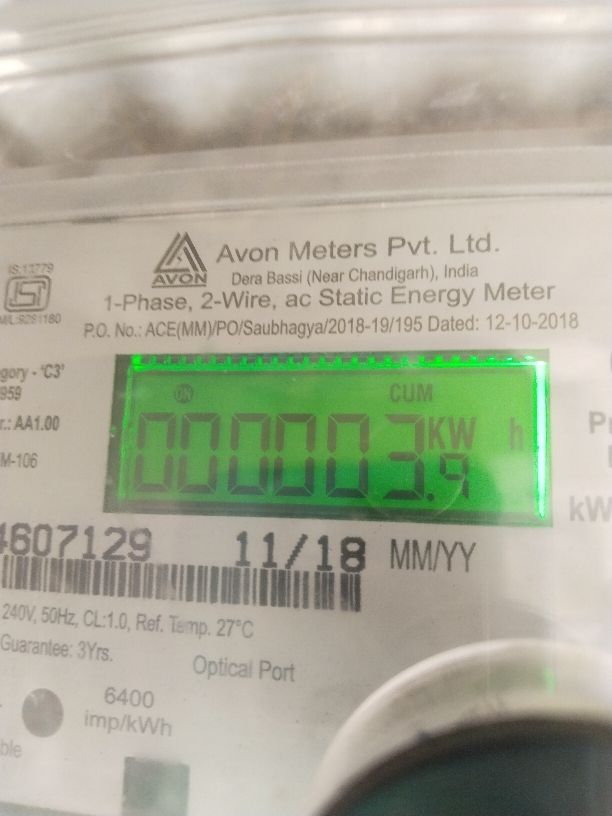 Avon Meters Pvt. Ltd.
AVON
Dera Bassi (Near Chandigarh), India
IS:13779
1-Phase, 2-Wire, ac Static Energy Meter
P.O. No.: ACE(MM)/PO/Saubhagya/2018-19/195 Dated: 12-10-2018
gory - 'C3'
959
r.: AA1.00
M-106
ON CUM
000003.9 KW h
kW
4607129 11/18 MM/YY
240V, 50Hz, CL:1.0, Ref. Temp. 27°C
Guarantee: 3Yrs.
Optical Port
6400
imp/kWh
ble